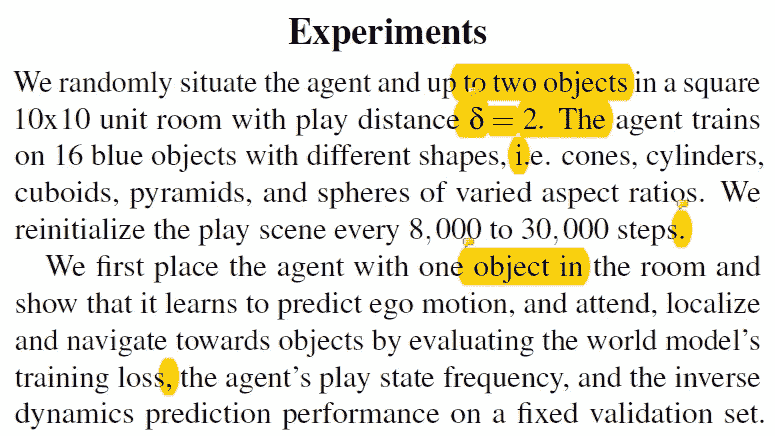 Experiments
We randomly situate the agent and up to two objects in a square
10x10 unit room with play distance δ = 2. The agent trains
on 16 blue objects with different shapes, i.e. cones, cylinders,
cuboids, pyramids, and spheres of varied aspect ratios. We
reinitialize the play scene every 8,000 to 30,000 steps.
We first place the agent with one object in the room and
show that it learns to predict ego motion, and attend, localize
and navigate towards objects by evaluating the world model's
training loss, the agent's play state frequency, and the inverse
dynamics prediction performance on a fixed validation set.